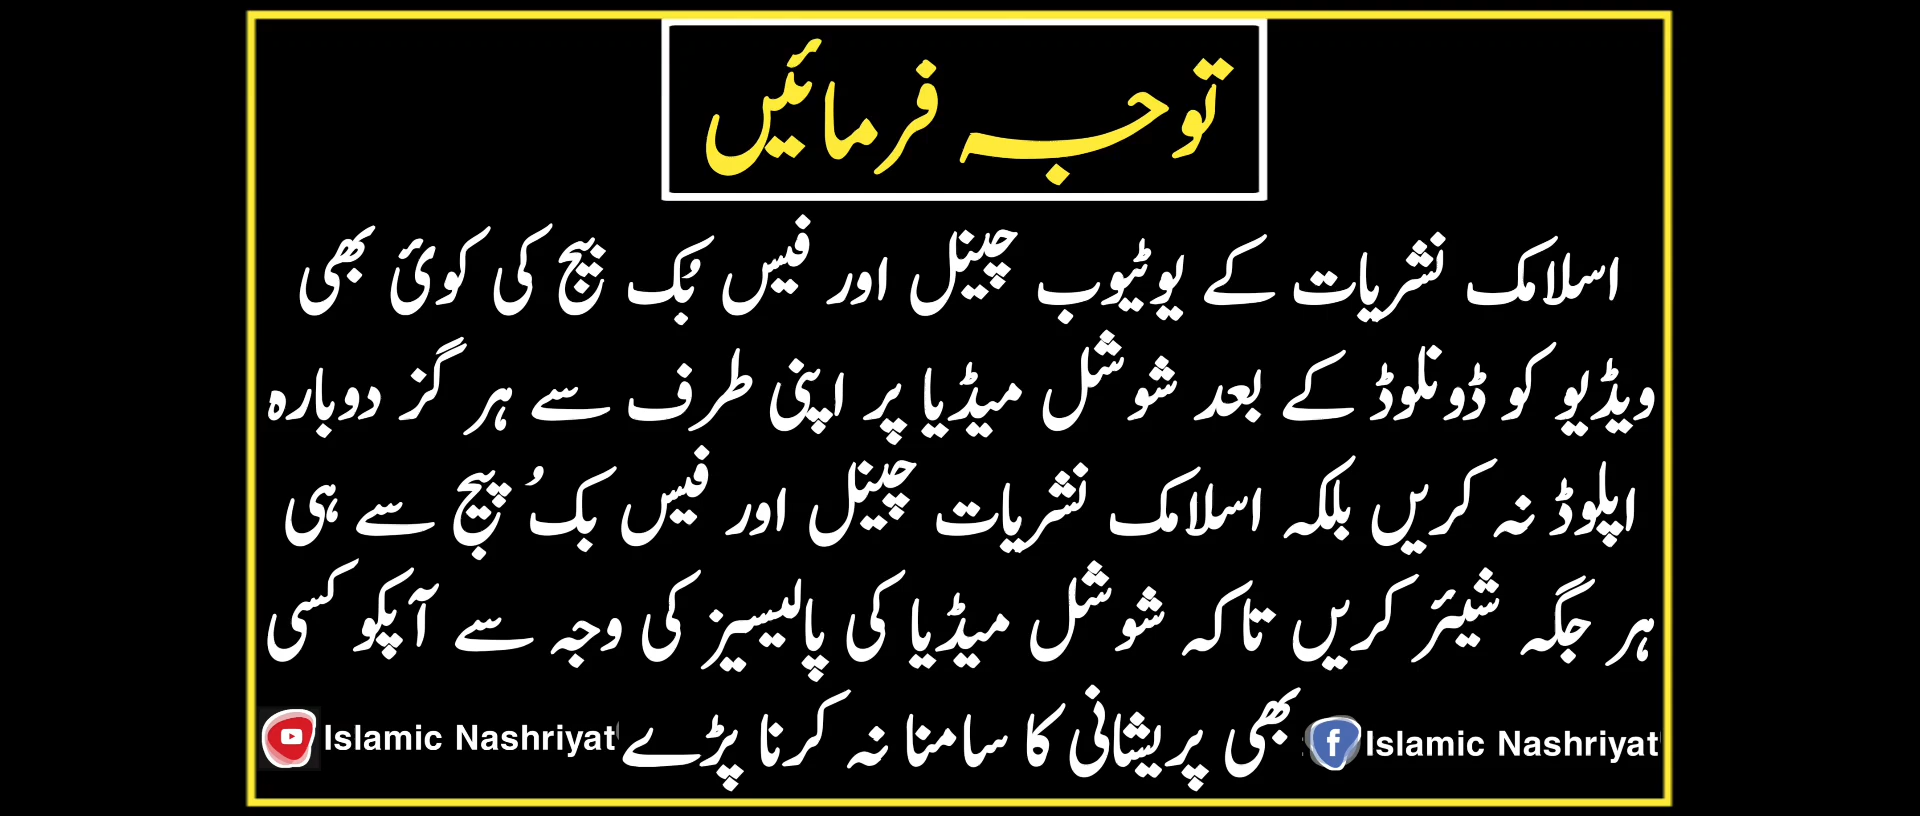 توجہ فرمائیں
اسلامک نشریات کے یوٹیوب چینل اور فیس بُک پیج کی کوئ بھی
ویڈیو کو ڈونلوڈ کے بعد شوشل میڈیا پر اپنی طرف سے ہر گز دوبارہ
اپلوڈ نہ کریں بلکہ اسلامک نشریات چینل اور فیس بکُ پیج سے ہی
ہر جگہ شیئر کریں تاکہ شوشل میڈیا کی پالیسیز کی وجہ سے آپکو کسی
بھی پریشانی کا سامنا نہ کرنا پڑے
Islamic Nashriyat
Islamic Nashriyat